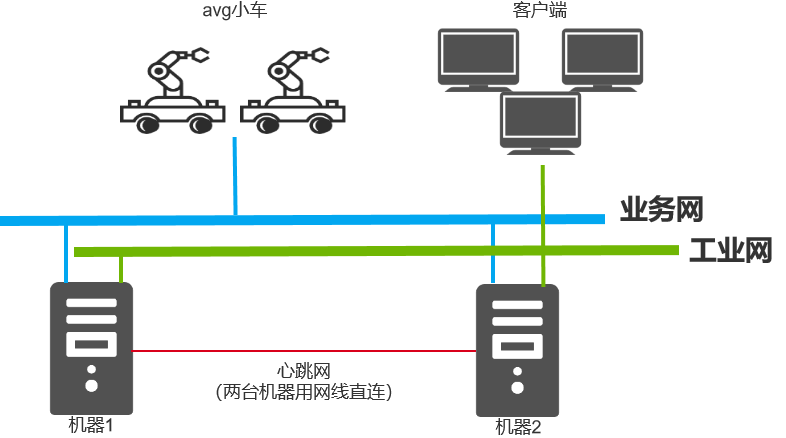 avg小车
客户端
业务网
工业网
心跳网
（两台机器用网线直连）
机器1
机器2